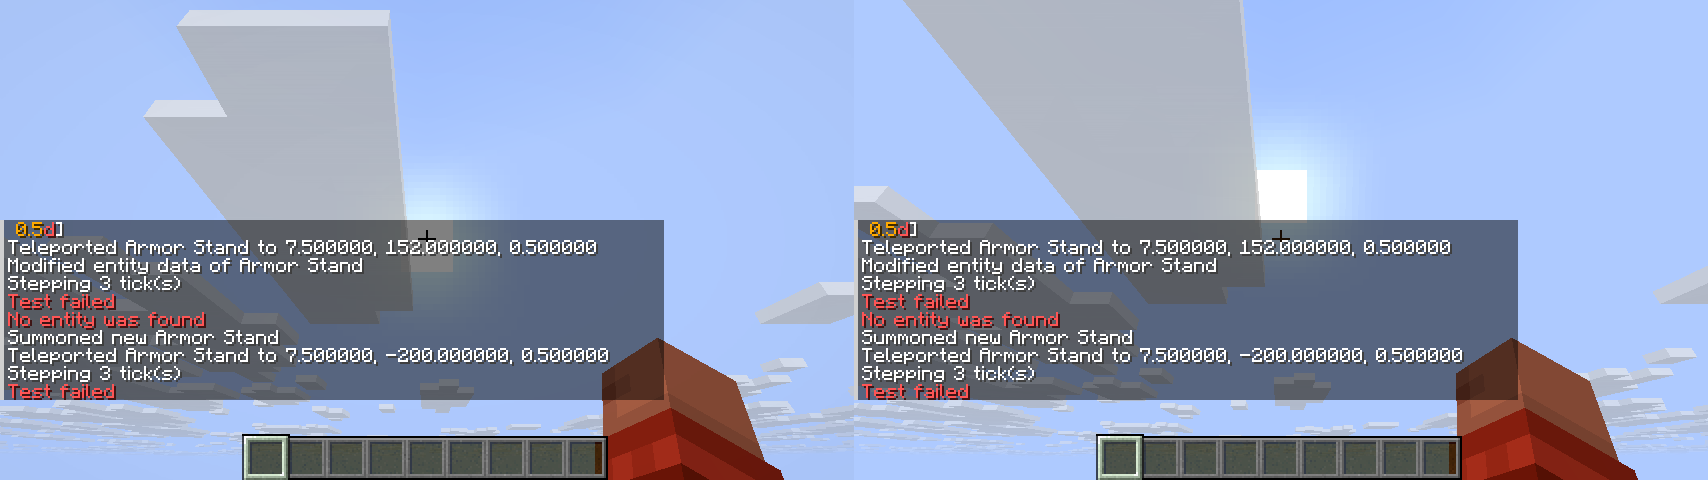 0.5d]
Teleported Armor Stand to 7.500000, 152.000000, 0.500000
Modified entity data of Armor Stand
Stepping 3 tick(s)
Test failed
No entity was found
Summoned new Armor Stand
Teleported Armor Stand to 7.500000, -200.000000, 0.500000
Stepping 3 tick(s)
Test failed
0.5d]
Teleported Armor Stand to 7.500000, 152.000000, 0.500000
Modified entity data of Armor Stand
Stepping 3 tick(s)
Test failed
No entity was found
Summoned new Armor Stand
Teleported Armor Stand to 7.500000, -200.000000, 0.500000
Stepping 3 tick(s)
Test failed